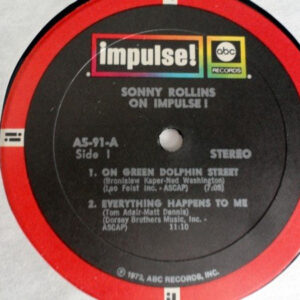 impulse!
abc
RECORDS
SONNY ROLLINS
ON IMPULSE!
AS-91-A
Side 1
STEREO
1. ON GREEN DOLPHIN STREET
(Bronislew Kaper-Ned Washington)
(Leo Feist Inc. - ASCAP) (7:05)
2. EVERYTHING HAPPENS TO ME
(Tom Adair-Matt Dennis)
(Dorsey Brothers Music, Inc. -
ASCAP) 11:10
Ⓟ 1973, ABC RECORDS, INC.